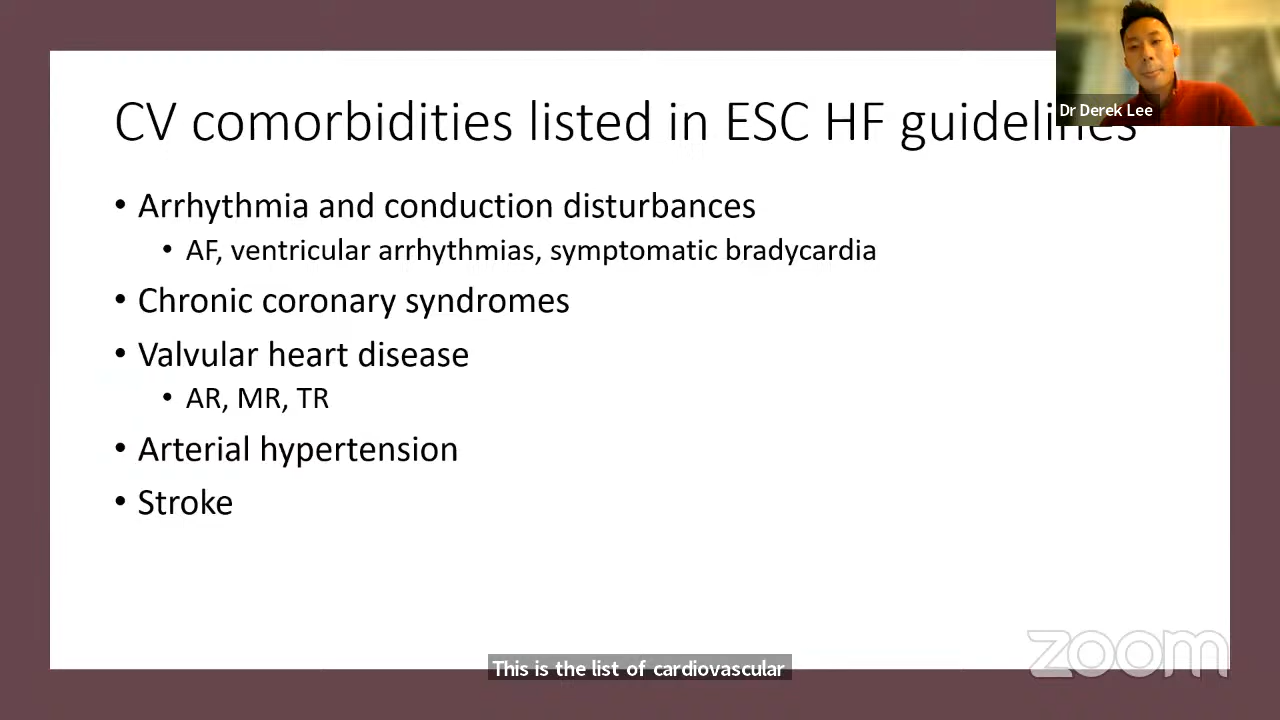 CV comorbidities listed in ESC HF guidelines
Dr Derek Lee
• Arrhythmia and conduction disturbances
• AF, ventricular arrhythmias, symptomatic bradycardia
• Chronic coronary syndromes
• Valvular heart disease
• AR, MR, TR
• Arterial hypertension
• Stroke
This is the list of cardiovascular
zoom